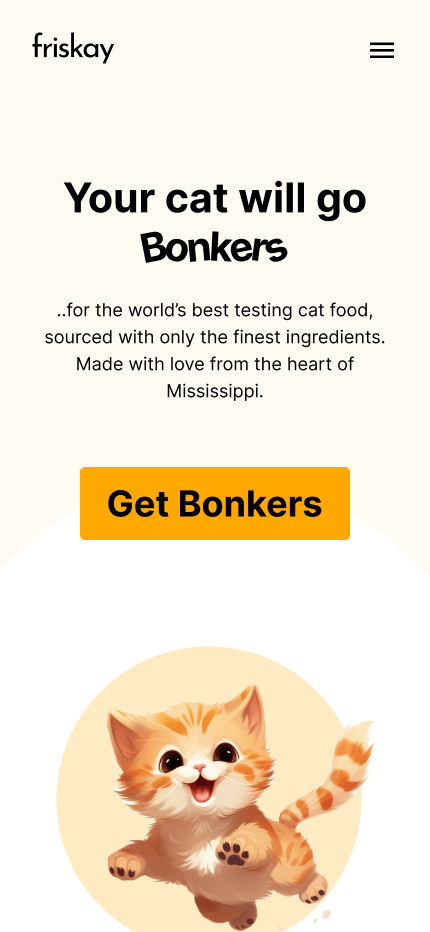 friskay
Your cat will go
Bonkers
..for the world’s best testing cat food,
sourced with only the finest ingredients.
Made with love from the heart of
Mississippi.
Get Bonkers